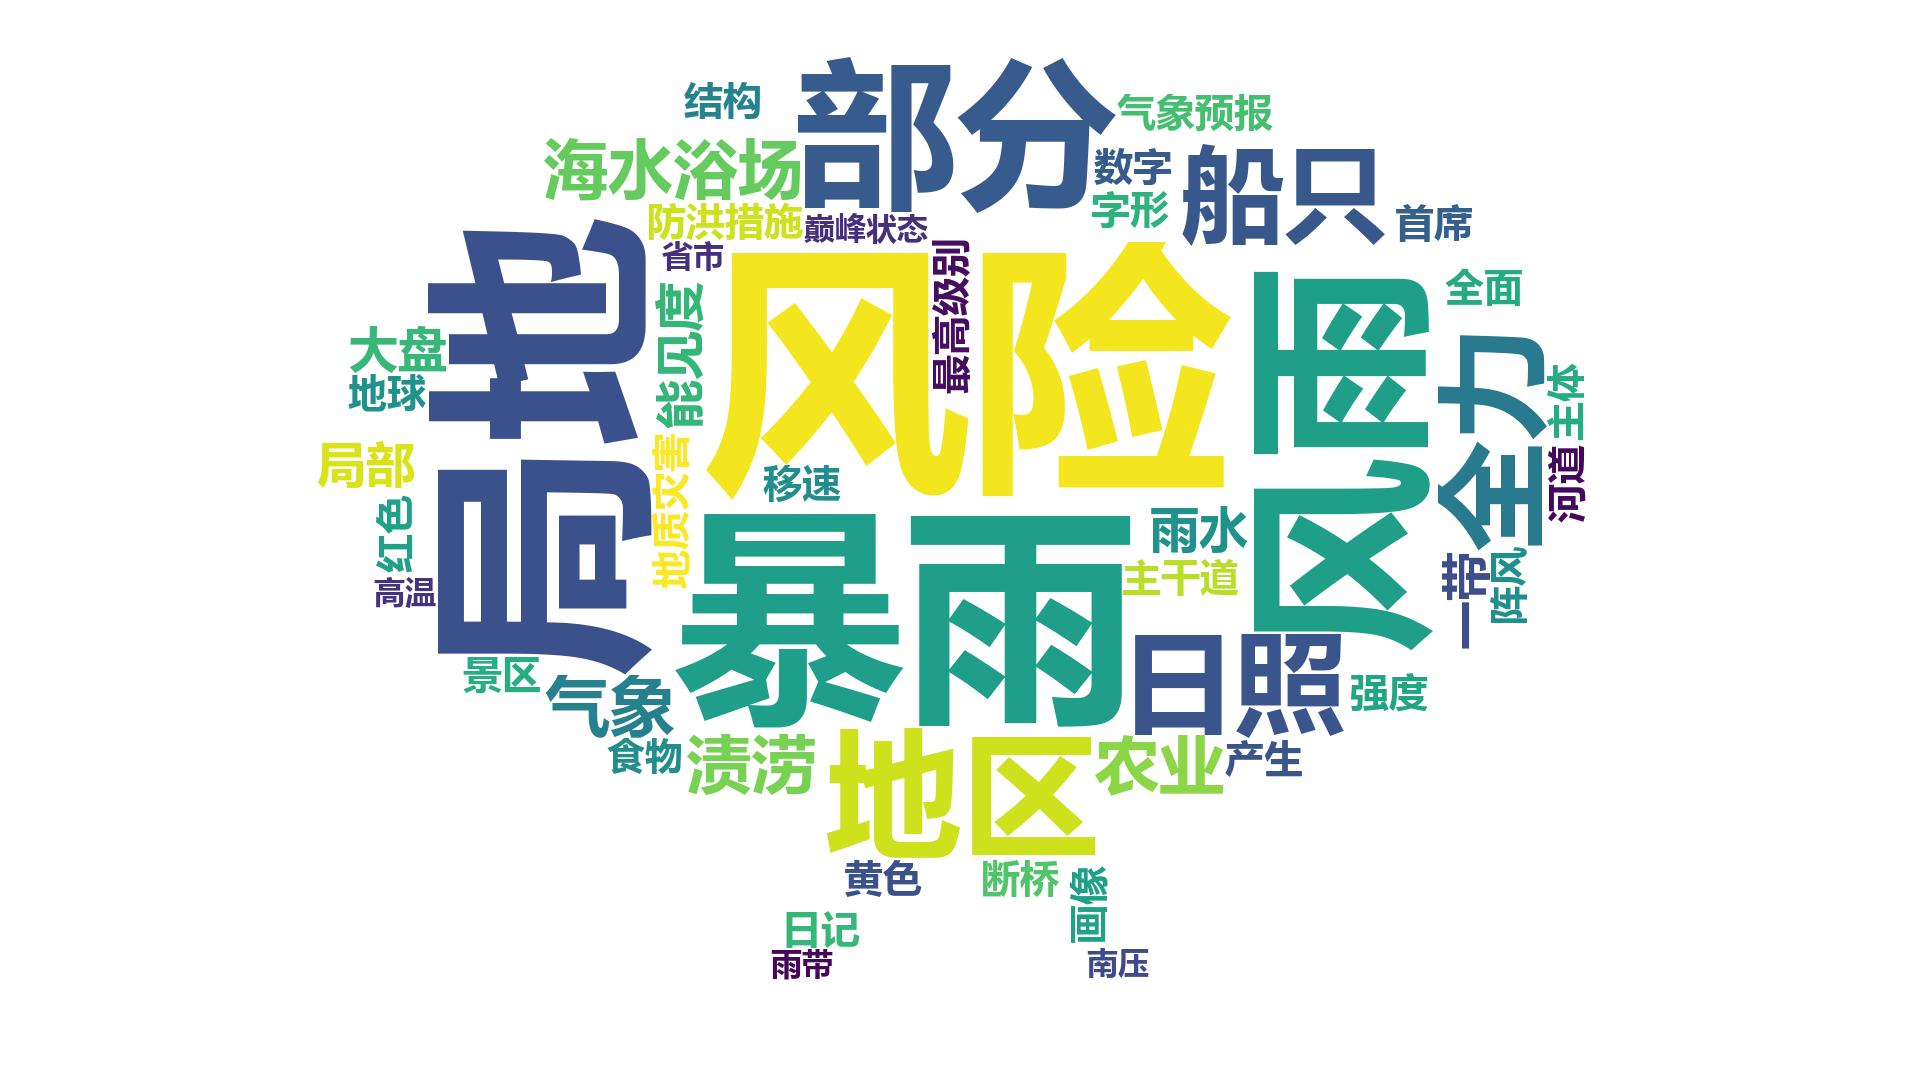 部分
结构
气象预报
海水浴场
数字
船只
字形
防洪措施
巅峰状态
首席
省市
局地
风险
最高级别
风雨
全面
能见度
大盘
地球
全力
主体
局部
地质灾害
移速
河道
红色
雨水
暴雨
主干道
一带
阵风
高温
日照
景区
气象
强度
食物
渍涝
地区
农业
产生
黄色
断桥
画像
日记
雨带
南压